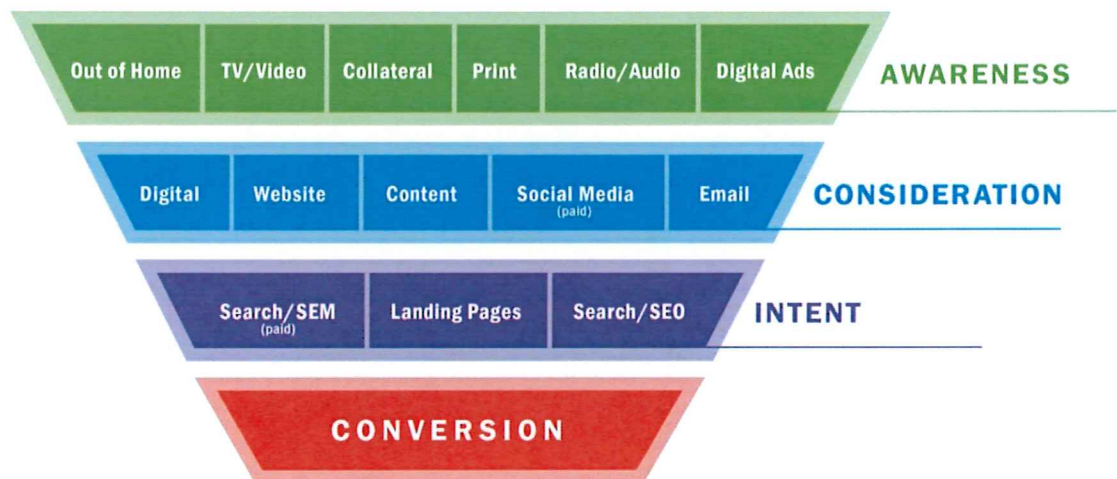 Out of Home TV/Video Collateral Print Radio/Audio Digital Ads AWARENESS
Digital Website Content Social Media Email CONSIDERATION
(paid)
Search/SEM Landing Pages Search/SEO INTENT
(paid)
CONVERSION